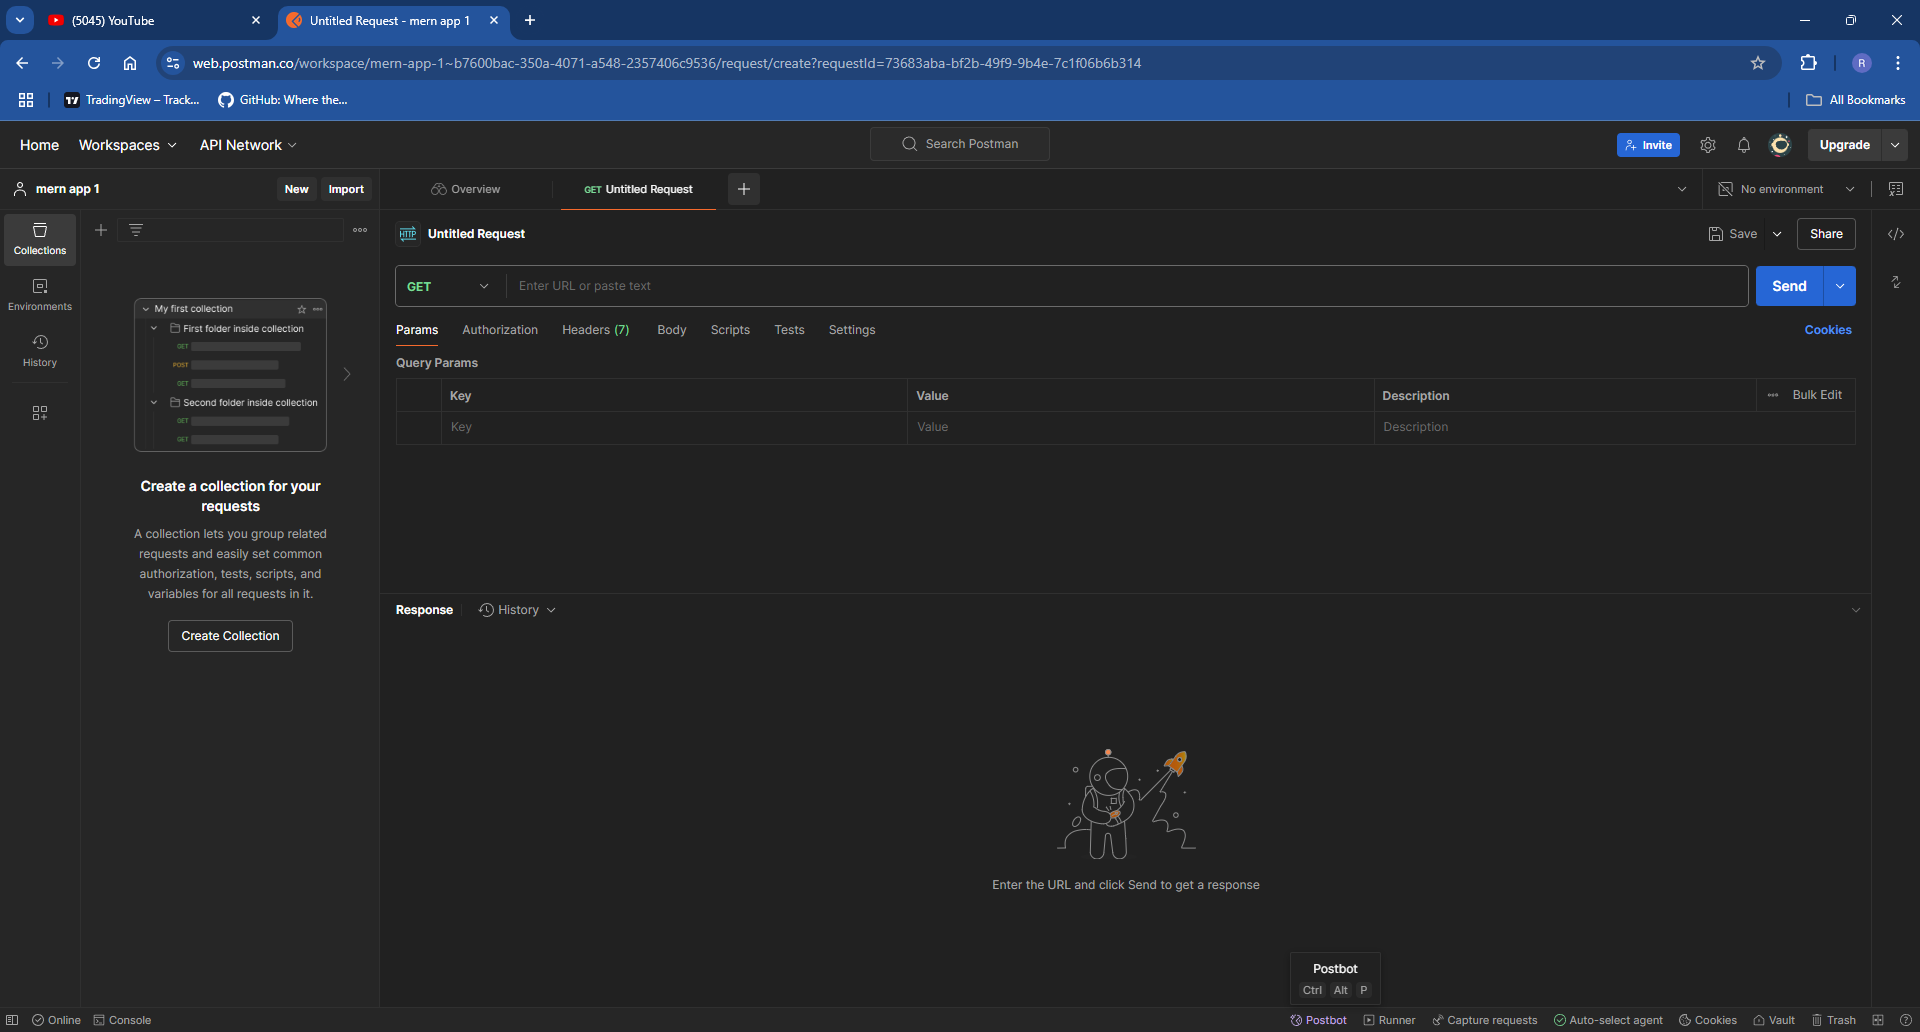 (5045) YouTube
Untitled Request - mern app 1
web.postman.co/workspace/mern-app-1~b7600bac-350a-4071-a548-2357406c9536/request/create?requestId=73683aba-bf2b-49f9-9b4e-7c1f06b6b314
R
TradingView – Track...
GitHub: Where the...
All Bookmarks
Home
Workspaces
API Network
Search Postman
Invite
Upgrade
mern app 1
New
Import
Overview
GET Untitled Request
No environment
Collections
Environments
History
My first collection
First folder inside collection
GET
POST
GET
Second folder inside collection
GET
GET
Create a collection for your
requests
A collection lets you group related
requests and easily set common
authorization, tests, scripts, and
variables for all requests in it.
Create Collection
HTTP
Untitled Request
Save
Share
GET
Enter URL or paste text
Send
Params
Authorization
Headers (7)
Body
Scripts
Tests
Settings
Cookies
Query Params
Key
Value
Description
Bulk Edit
Key
Value
Description
Response
History
Enter the URL and click Send to get a response
Postbot
Ctrl Alt P
Online
Console
Postbot
Runner
Capture requests
Auto-select agent
Cookies
Vault
Trash